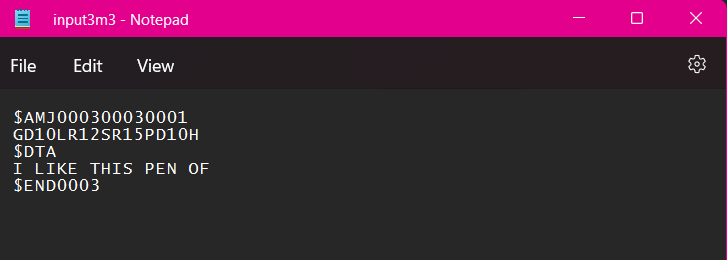 input3m3 - Notepad
File Edit View
$AMJ000300030001
GD10LR12SR15PD10H
$DTA
I LIKE THIS PEN OF
$END0003